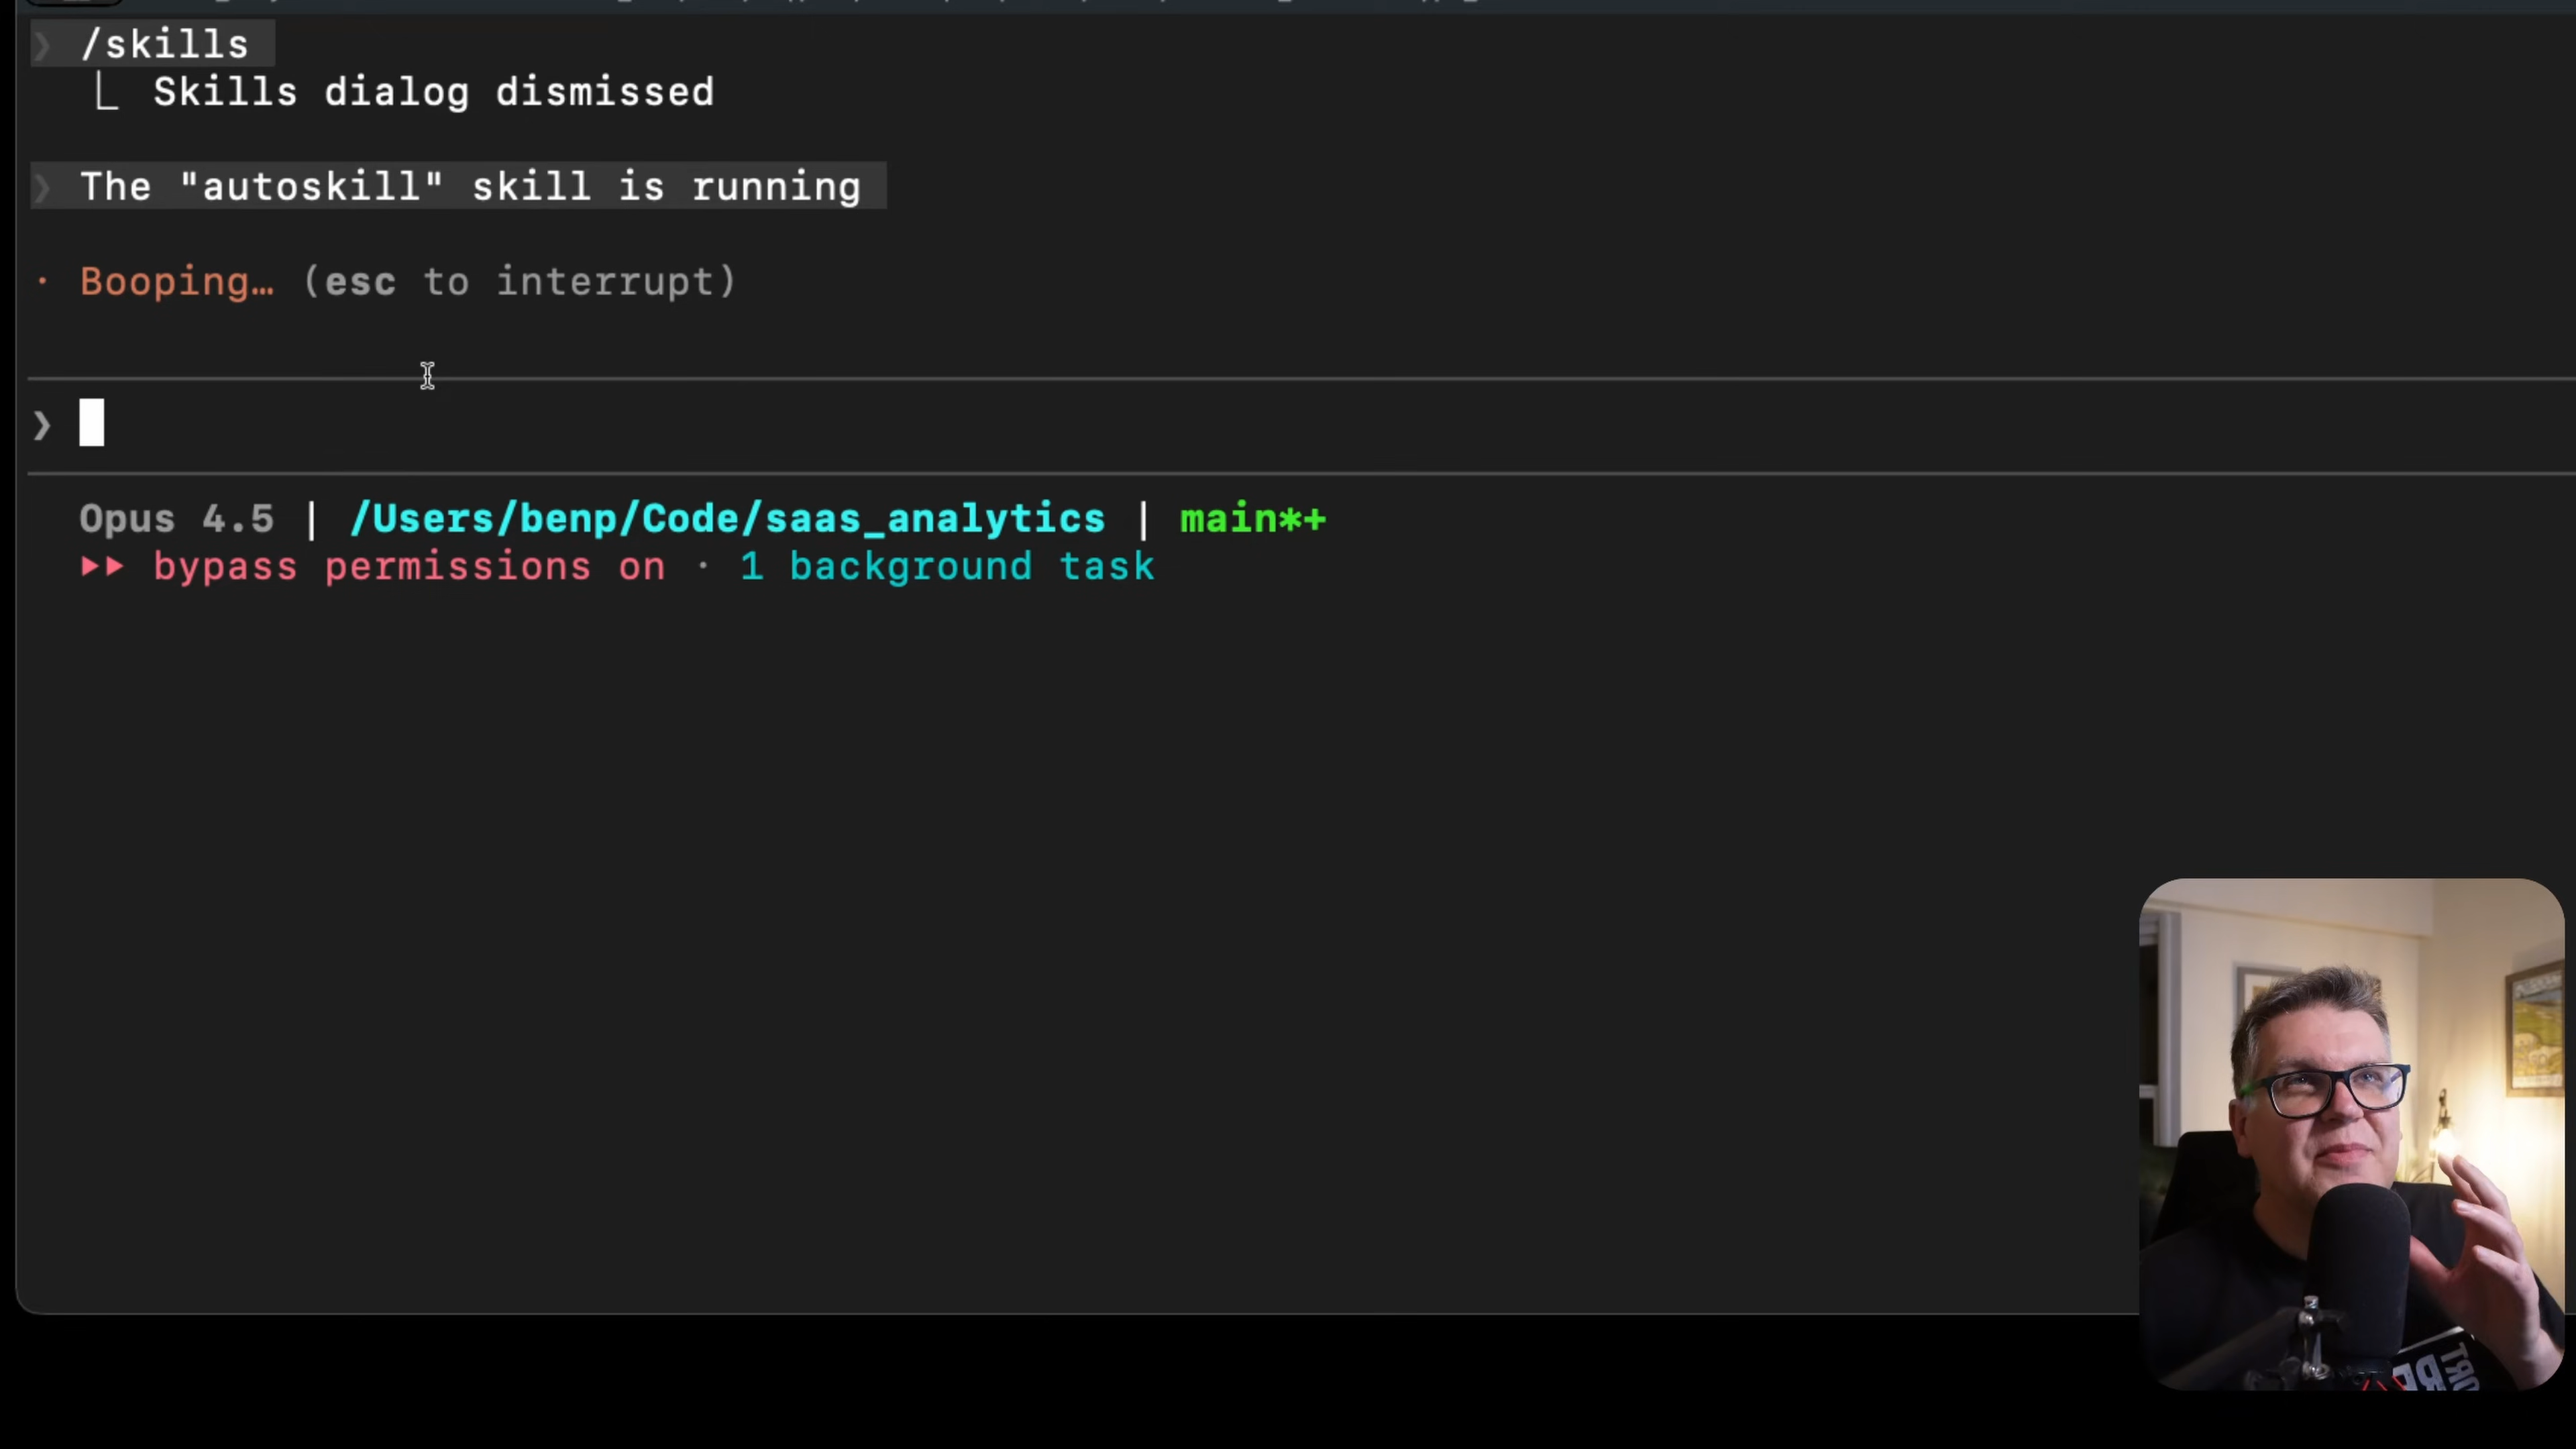 ❯ /skills
⎿ Skills dialog dismissed
❯ The "autoskill" skill is running
· Booping… (esc to interrupt)
❯
Opus 4.5 | /Users/benp/Code/saas_analytics | main*+
▶▶ bypass permissions on · 1 background task